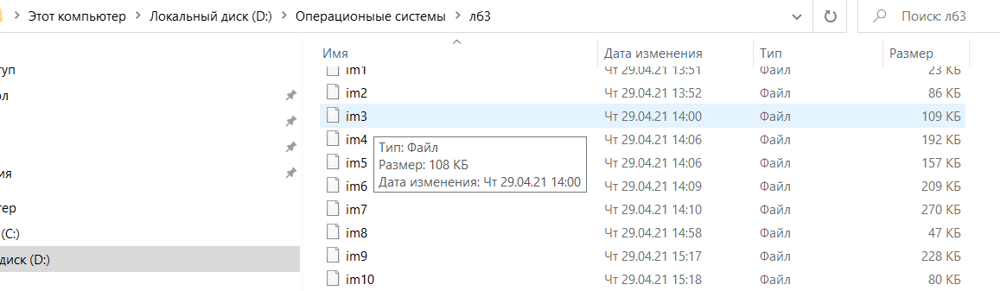 Этот компьютер > Локальный диск (D:) > Операционыые системы > л63
Поиск: л63
Имя Дата изменения Тип Размер
im1 Чт 29.04.21 13:51 Файл 23 КБ
im2 Чт 29.04.21 13:52 Файл 86 КБ
im3 Чт 29.04.21 14:00 Файл 109 КБ
im4 Чт 29.04.21 14:06 Файл 192 КБ
im5 Чт 29.04.21 14:06 Файл 157 КБ
im6 Чт 29.04.21 14:09 Файл 209 КБ
im7 Чт 29.04.21 14:10 Файл 270 КБ
im8 Чт 29.04.21 14:58 Файл 47 КБ
im9 Чт 29.04.21 15:17 Файл 228 КБ
im10 Чт 29.04.21 15:18 Файл 80 КБ
Тип: Файл
Размер: 108 КБ
Дата изменения: Чт 29.04.21 14:00
туп
ол
ия
тер
(C:)
диск (D:)